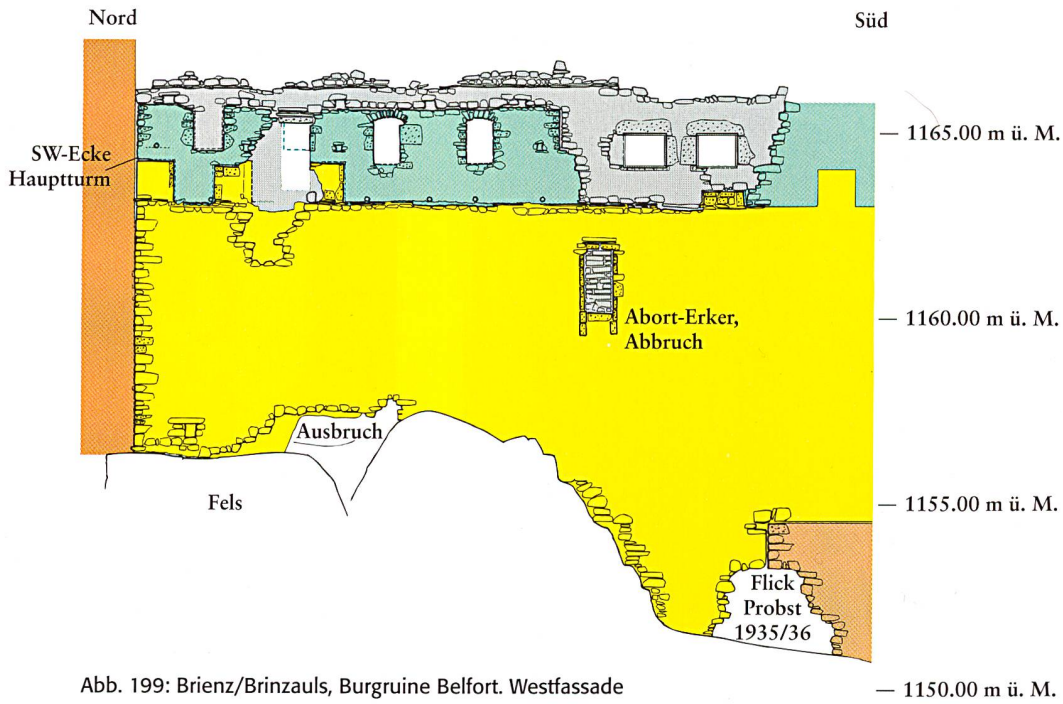 Nord
Süd
1165.00 m ü. M.
SW-Ecke
Hauptturm
1160.00 m ü. M.
Abort-Erker,
Abbruch
Ausbruch
Fels
1155.00 m ü. M.
Flick
Probst
1935/36
Abb. 199: Brienz/Brinzauls, Burgruine Belfort. Westfassade
1150.00 m ü. M.